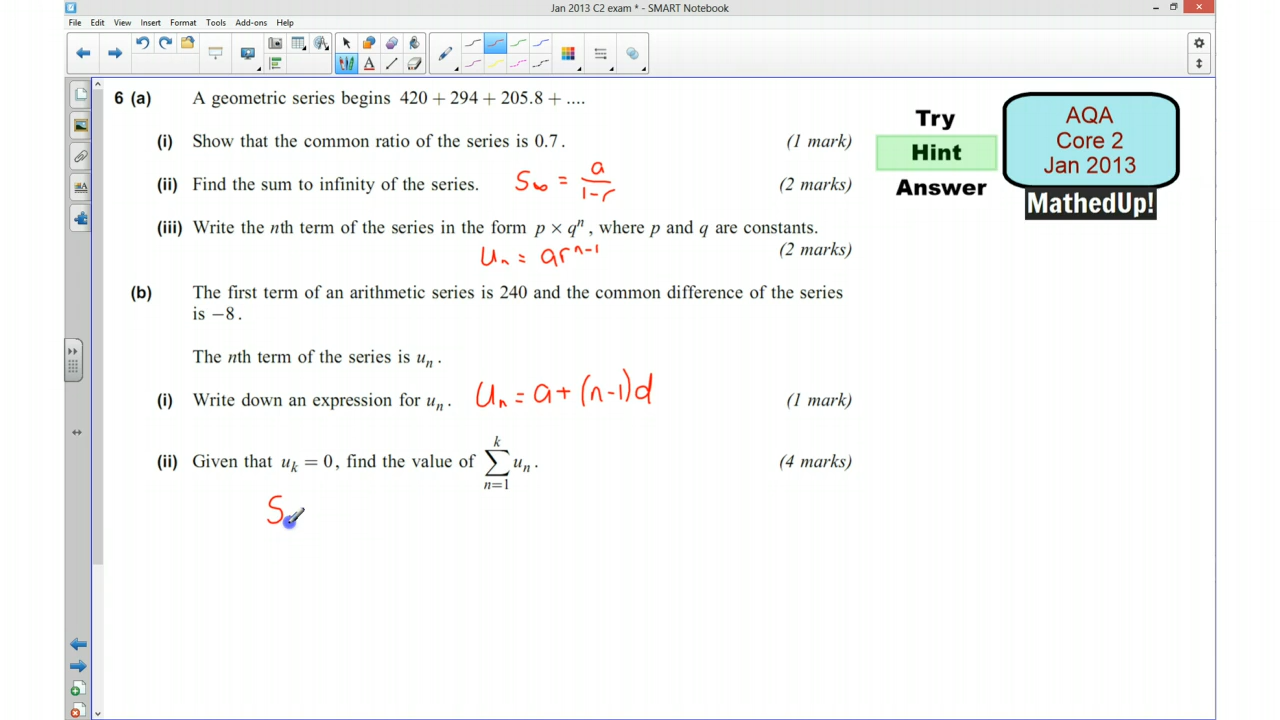 Jan 2013 C2 exam * - SMART Notebook
File Edit View Insert Format Tools Add-ons Help
Try
Hint
Answer
AQA
Core 2
Jan 2013
MathedUp!
6 (a) A geometric series begins 420 + 294 + 205.8 + ....
(i) Show that the common ratio of the series is 0.7. (1 mark)
(ii) Find the sum to infinity of the series. S∞ = a/(1-r) (2 marks)
(iii) Write the nth term of the series in the form p × qⁿ, where p and q are constants.
Uₙ = arⁿ⁻¹ (2 marks)
(b) The first term of an arithmetic series is 240 and the common difference of the series
is −8.
The nth term of the series is uₙ.
(i) Write down an expression for uₙ. Uₙ = a+(n-1)d (1 mark)
(ii) Given that uₖ = 0, find the value of ∑ₙ₌₁ᵏ uₙ. (4 marks)
S